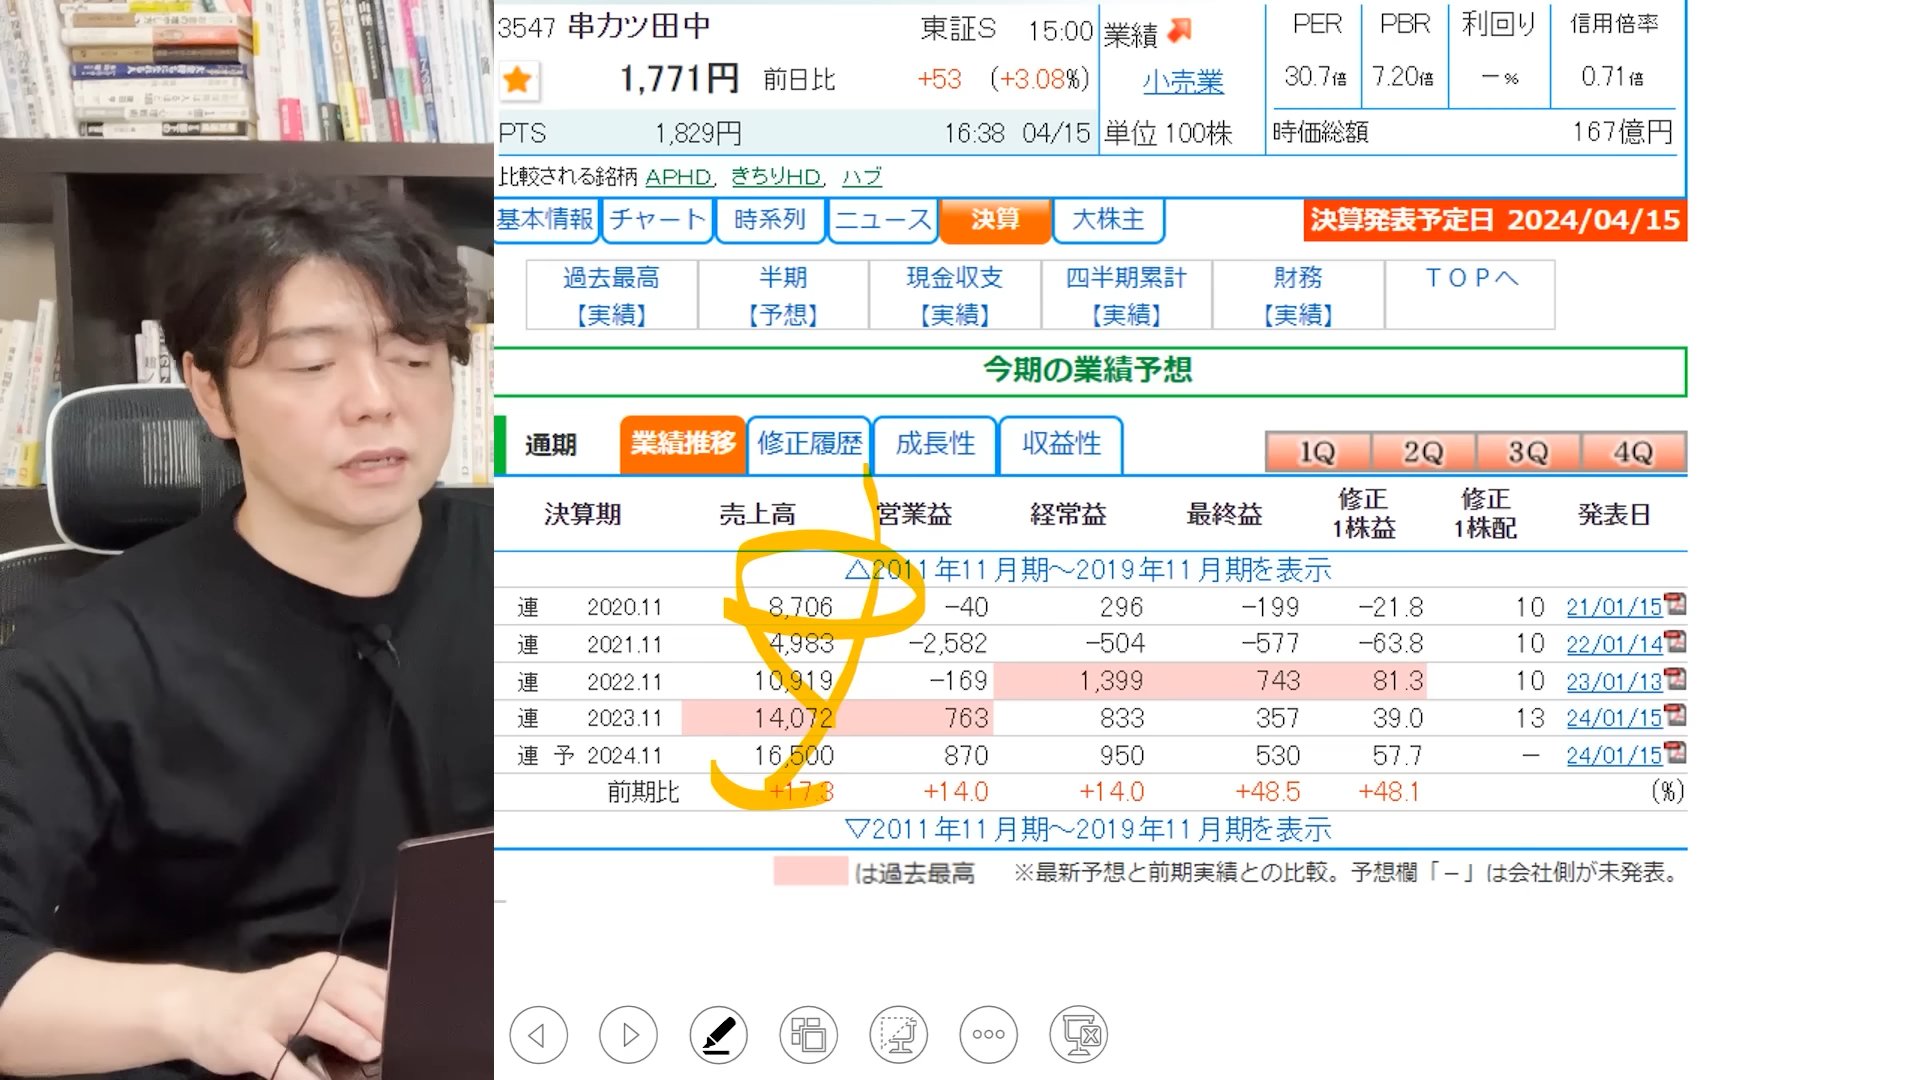 3547 串カツ田中 東証S 15:00
1,771円 前日比 +53 (+3.08%)
PTS 1,829円 16:38 04/15
業績
小売業
単位 100株
PER PBR 利回り 信用倍率
30.7倍 7.20倍 －% 0.71倍
時価総額 167億円
比較される銘柄 APHD, きちりHD, ハブ
基本情報 チャート 時系列 ニュース 決算 大株主
決算発表予定日 2024/04/15
過去最高 半期 現金収支 四半期累計 財務 ＴＯＰへ
【実績】 【予想】 【実績】 【実績】 【実績】
今期の業績予想
通期 業績推移 修正履歴 成長性 収益性 1Q 2Q 3Q 4Q
決算期 売上高 営業益 経常益 最終益 修正1株益 修正1株配 発表日
△2011年11月期～2019年11月期を表示
連 2020.11 8,706 －40 296 －199 －21.8 10 21/01/15
連 2021.11 4,983 －2,582 －504 －577 －63.8 10 22/01/14
連 2022.11 10,919 －169 1,399 743 81.3 10 23/01/13
連 2023.11 14,072 763 833 357 39.0 13 24/01/15
連 予 2024.11 16,500 870 950 530 57.7 － 24/01/15
前期比 +17.3 +14.0 +14.0 +48.5 +48.1 (%)
▽2011年11月期～2019年11月期を表示
は過去最高 ※最新予想と前期実績との比較。予想欄「－」は会社側が未発表。